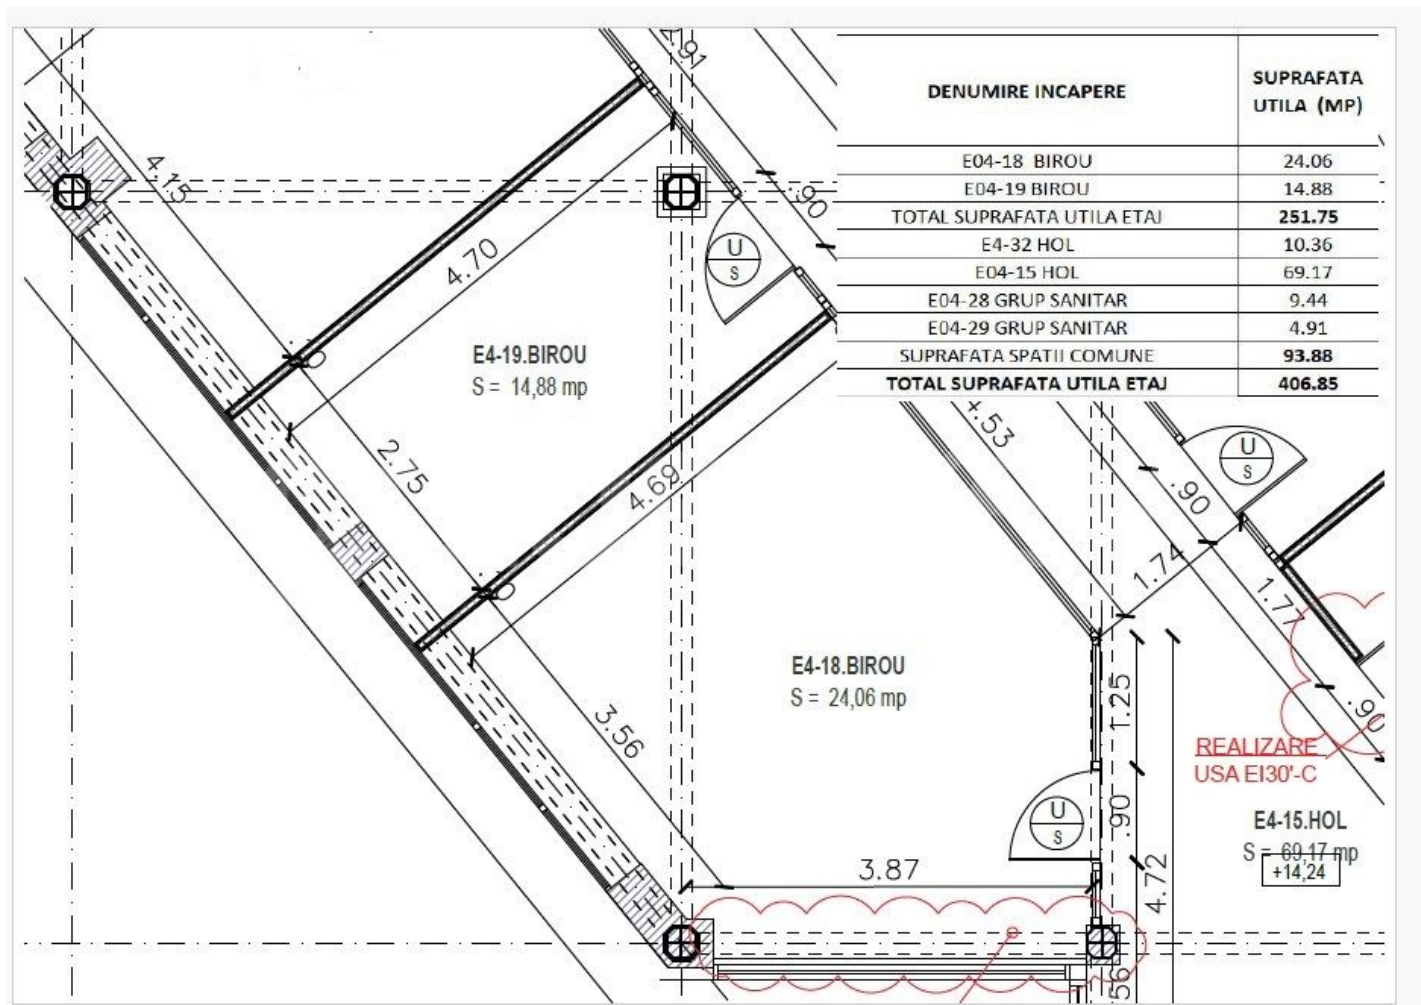 DENUMIRE INCAPERE
SUPRAFATA
UTILA (MP)
E04-18 BIROU 24.06
E04-19 BIROU 14.88
TOTAL SUPRAFATA UTILA ETAJ 251.75
E4-32 HOL 10.36
E04-15 HOL 69.17
E04-28 GRUP SANITAR 9.44
E04-29 GRUP SANITAR 4.91
SUPRAFATA SPATII COMUNE 93.88
TOTAL SUPRAFATA UTILA ETAJ 406.85
2.91
4.15
.90
4.70
U
S
E4-19.BIROU
S = 14,88 mp
2.75
4.69
4.53
U
S
.90
1.74
1.77
E4-18.BIROU
S = 24,06 mp
3.56
1.25
.90
REALIZARE
USA EI30'-C
U
S
.90
E4-15.HOL
S = 69,17 mp
+14,24
3.87
4.72
56